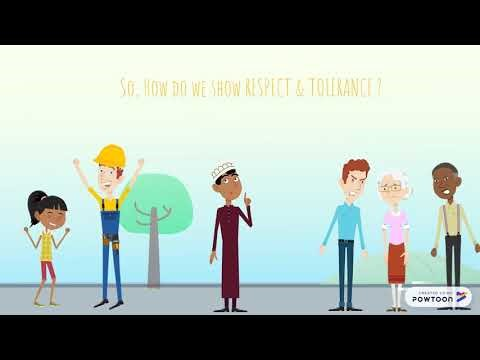 So, How do we show RESPECT & TOLERANCE ?
CREATED USING
POWTOON